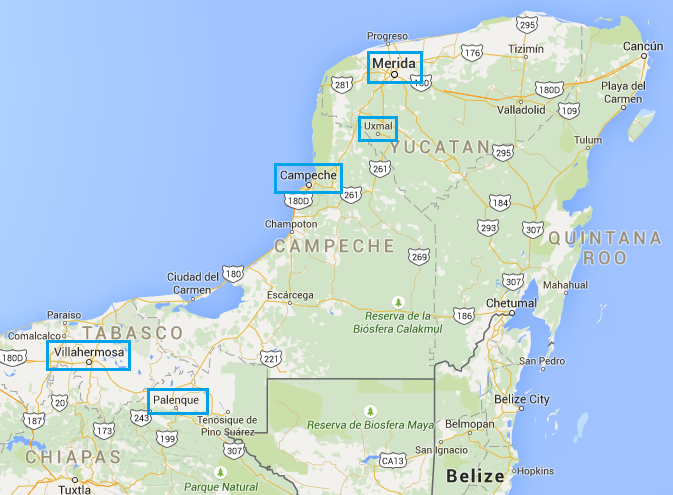 295
Progreso
Cancún
176
Tizimín
Merida
281
180
180D
Playa del
Carmen
Valladolid
109
Uxmal
YUCATAN
295
Tulum
261
Campeche
261
180D
184
Champoton
293
307
QUINTANA
ROO
CAMPECHE
269
Ciudad del
Carmen
180
307
Mahahual
Escárcega
Reserva de la
Biósfera Calakmul
186
Chetumal
Paraíso
Comalcalco
TABASCO
180D
Villahermosa
221
San Pedro
20
Palenque
187
243
173
199
Tenosique de
Pino Suárez
307
Reserva de Biosfera Maya
Belize City
Belmopan
San Ignacio
CHIAPAS
CA13
Belize
Hopkins
Tuxtla
Parque Natural